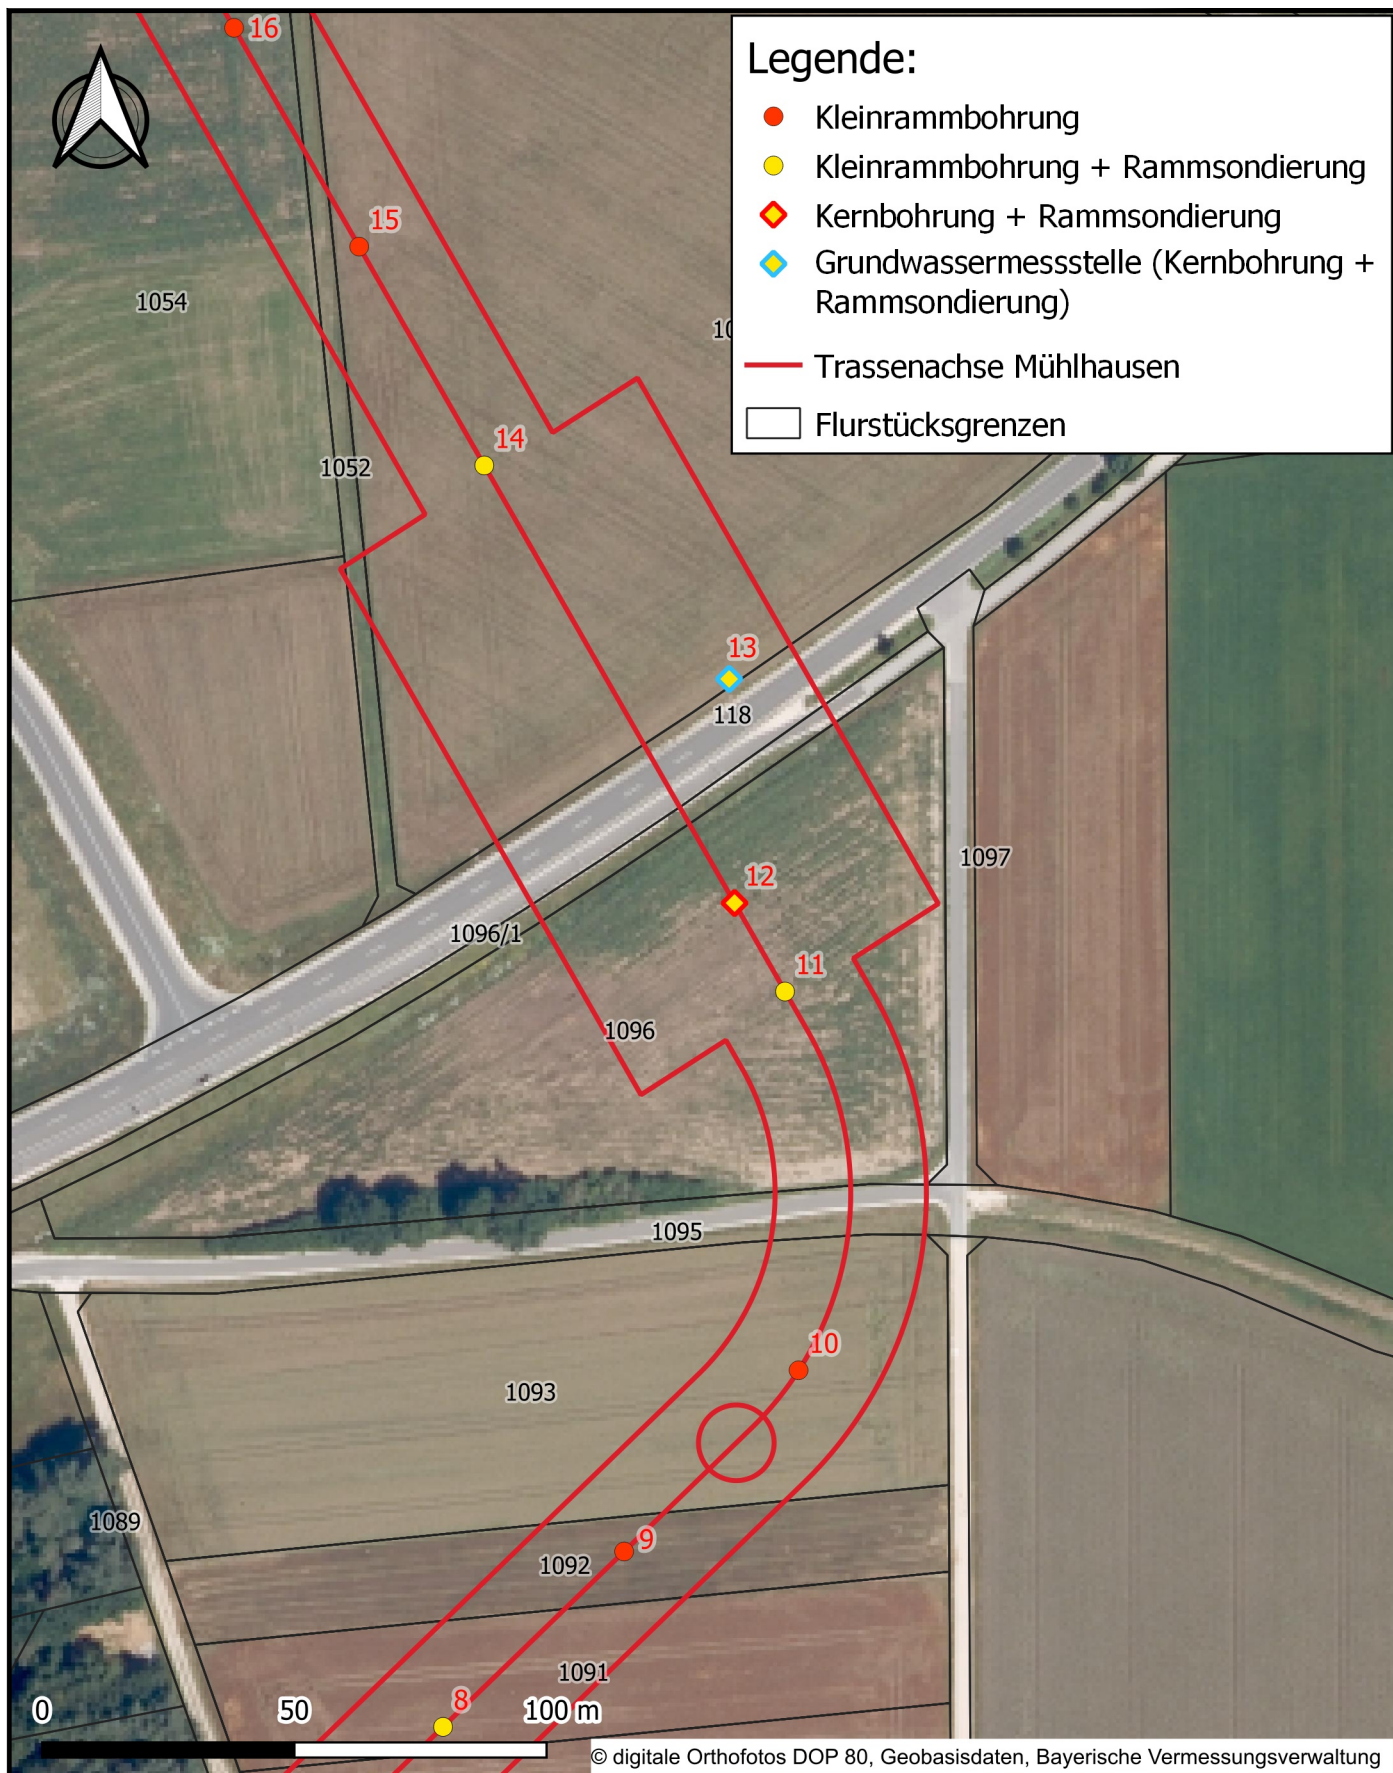 16
Legende:
Kleinrammbohrung
Kleinrammbohrung + Rammsondierung
Kernbohrung + Rammsondierung
Grundwassermessstelle (Kernbohrung +
Rammsondierung)
Trassenachse Mühlhausen
Flurstücksgrenzen
15
1054
14
1052
13
118
1097
12
1096/1
11
1096
1095
10
1093
1089
9
1092
1091
8
0 50 100 m
© digitale Orthofotos DOP 80, Geobasisdaten, Bayerische Vermessungsverwaltung